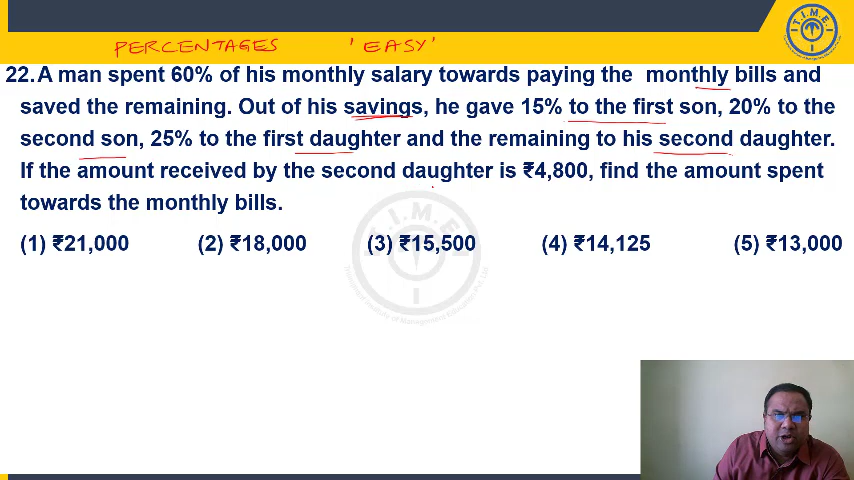 T.I.M.E.
PERCENTAGES 'EASY'
22. A man spent 60% of his monthly salary towards paying the monthly bills and
saved the remaining. Out of his savings, he gave 15% to the first son, 20% to the
second son, 25% to the first daughter and the remaining to his second daughter.
If the amount received by the second daughter is ₹4,800, find the amount spent
towards the monthly bills.
(1) ₹21,000 (2) ₹18,000 (3) ₹15,500 (4) ₹14,125 (5) ₹13,000
T.I.M.E.